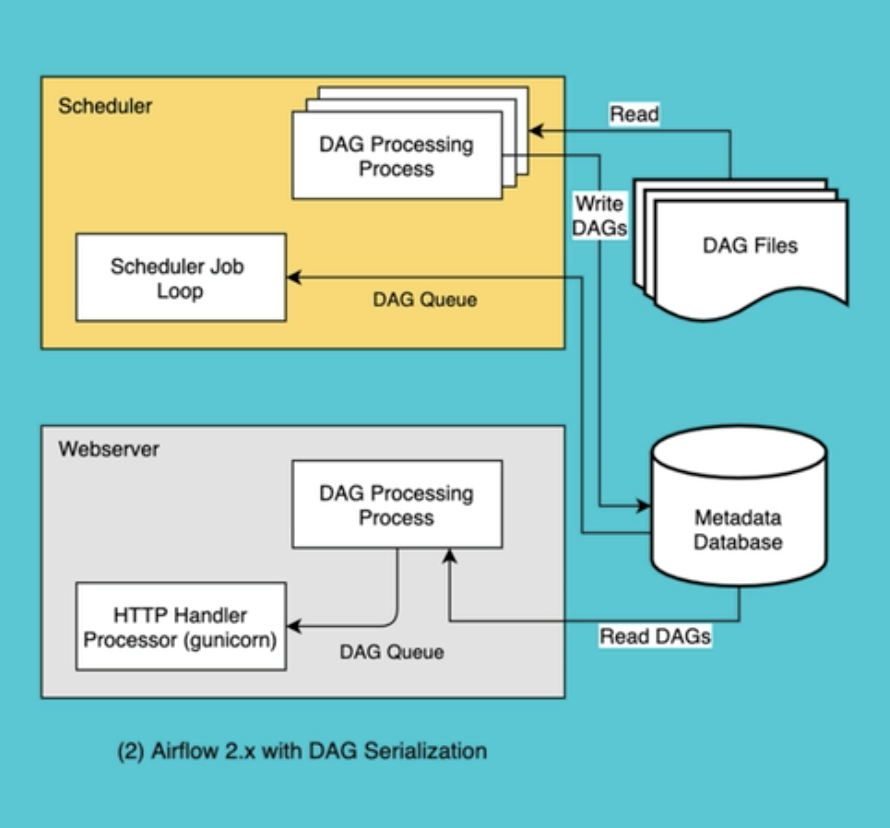 Scheduler
DAG Processing
Process
Read
Write
DAGs
DAG Files
Scheduler Job
Loop
DAG Queue
Webserver
DAG Processing
Process
Metadata
Database
HTTP Handler
Processor (gunicorn)
DAG Queue
Read DAGs
(2) Airflow 2.x with DAG Serialization